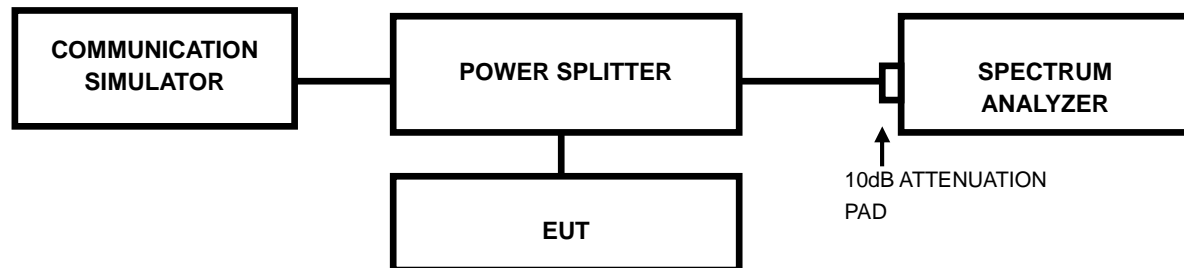 COMMUNICATION
SIMULATOR
POWER SPLITTER
SPECTRUM
ANALYZER
10dB ATTENUATION
PAD
EUT